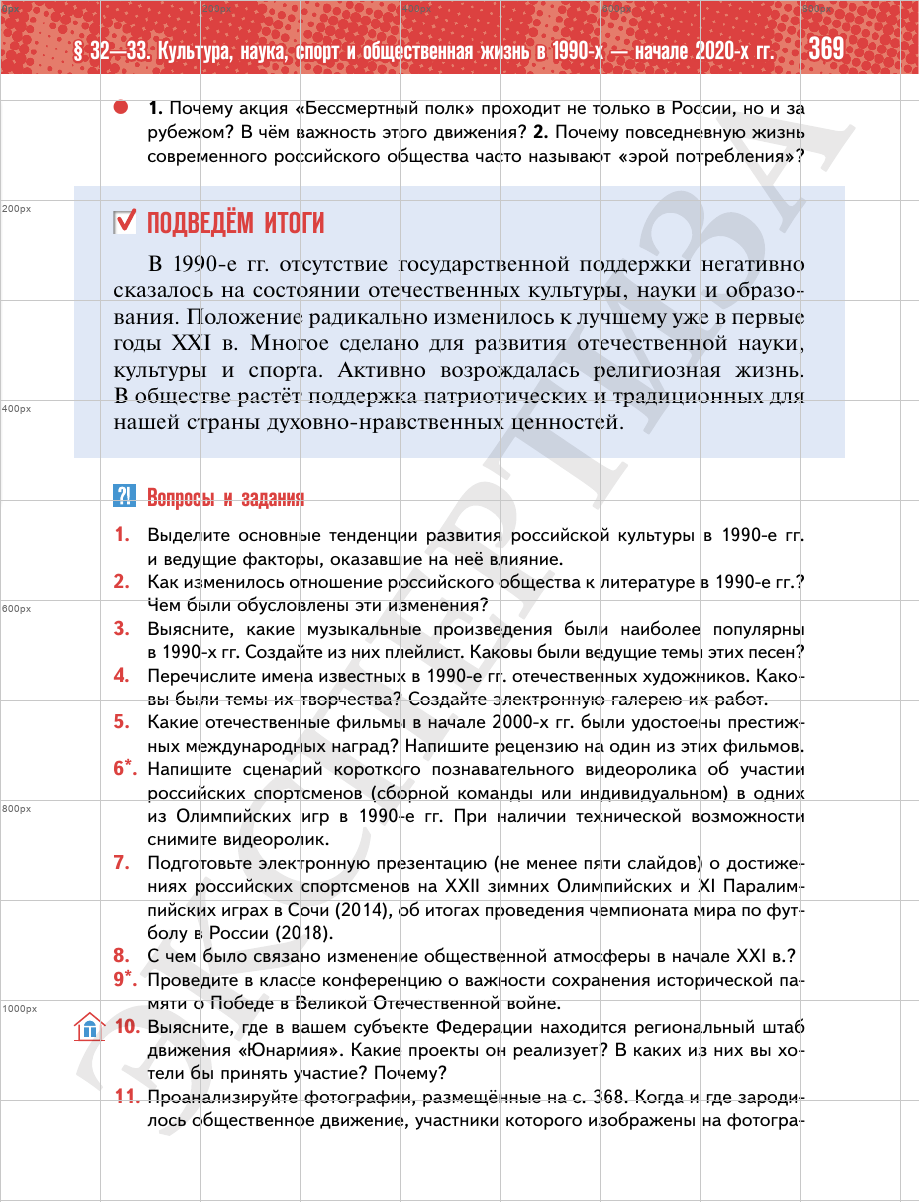 § 32—33. Культура, наука, спорт и общественная жизнь в 1990-х — начале 2020-х гг. 369
1. Почему акция «Бессмертный полк» проходит не только в России, но и за
рубежом? В чём важность этого движения? 2. Почему повседневную жизнь
современного российского общества часто называют «эрой потребления»?
ПОДВЕДЁМ ИТОГИ
В 1990-е гг. отсутствие государственной поддержки негативно
сказалось на состоянии отечественных культуры, науки и образо-
вания. Положение радикально изменилось к лучшему уже в первые
годы XXI в. Многое сделано для развития отечественной науки,
культуры и спорта. Активно возрождалась религиозная жизнь.
В обществе растёт поддержка патриотических и традиционных для
нашей страны духовно-нравственных ценностей.
?! Вопросы и задания
1. Выделите основные тенденции развития российской культуры в 1990-е гг.
и ведущие факторы, оказавшие на неё влияние.
2. Как изменилось отношение российского общества к литературе в 1990-е гг.?
Чем были обусловлены эти изменения?
3. Выясните, какие музыкальные произведения были наиболее популярны
в 1990-х гг. Создайте из них плейлист. Каковы были ведущие темы этих песен?
4. Перечислите имена известных в 1990-е гг. отечественных художников. Како-
вы были темы их творчества? Создайте электронную галерею их работ.
5. Какие отечественные фильмы в начале 2000-х гг. были удостоены престиж-
ных международных наград? Напишите рецензию на один из этих фильмов.
6*. Напишите сценарий короткого познавательного видеоролика об участии
российских спортсменов (сборной команды или индивидуальном) в одних
из Олимпийских игр в 1990-е гг. При наличии технической возможности
снимите видеоролик.
7. Подготовьте электронную презентацию (не менее пяти слайдов) о достиже-
ниях российских спортсменов на XXII зимних Олимпийских и XI Паралим-
пийских играх в Сочи (2014), об итогах проведения чемпионата мира по фут-
болу в России (2018).
8. С чем было связано изменение общественной атмосферы в начале XXI в.?
9*. Проведите в классе конференцию о важности сохранения исторической па-
мяти о Победе в Великой Отечественной войне.
10. Выясните, где в вашем субъекте Федерации находится региональный штаб
движения «Юнармия». Какие проекты он реализует? В каких из них вы хо-
тели бы принять участие? Почему?
11. Проанализируйте фотографии, размещённые на с. 368. Когда и где зароди-
лось общественное движение, участники которого изображены на фотогра-
ЭКСПЕРТИЗА
200px
400px
600px
800px
1000px